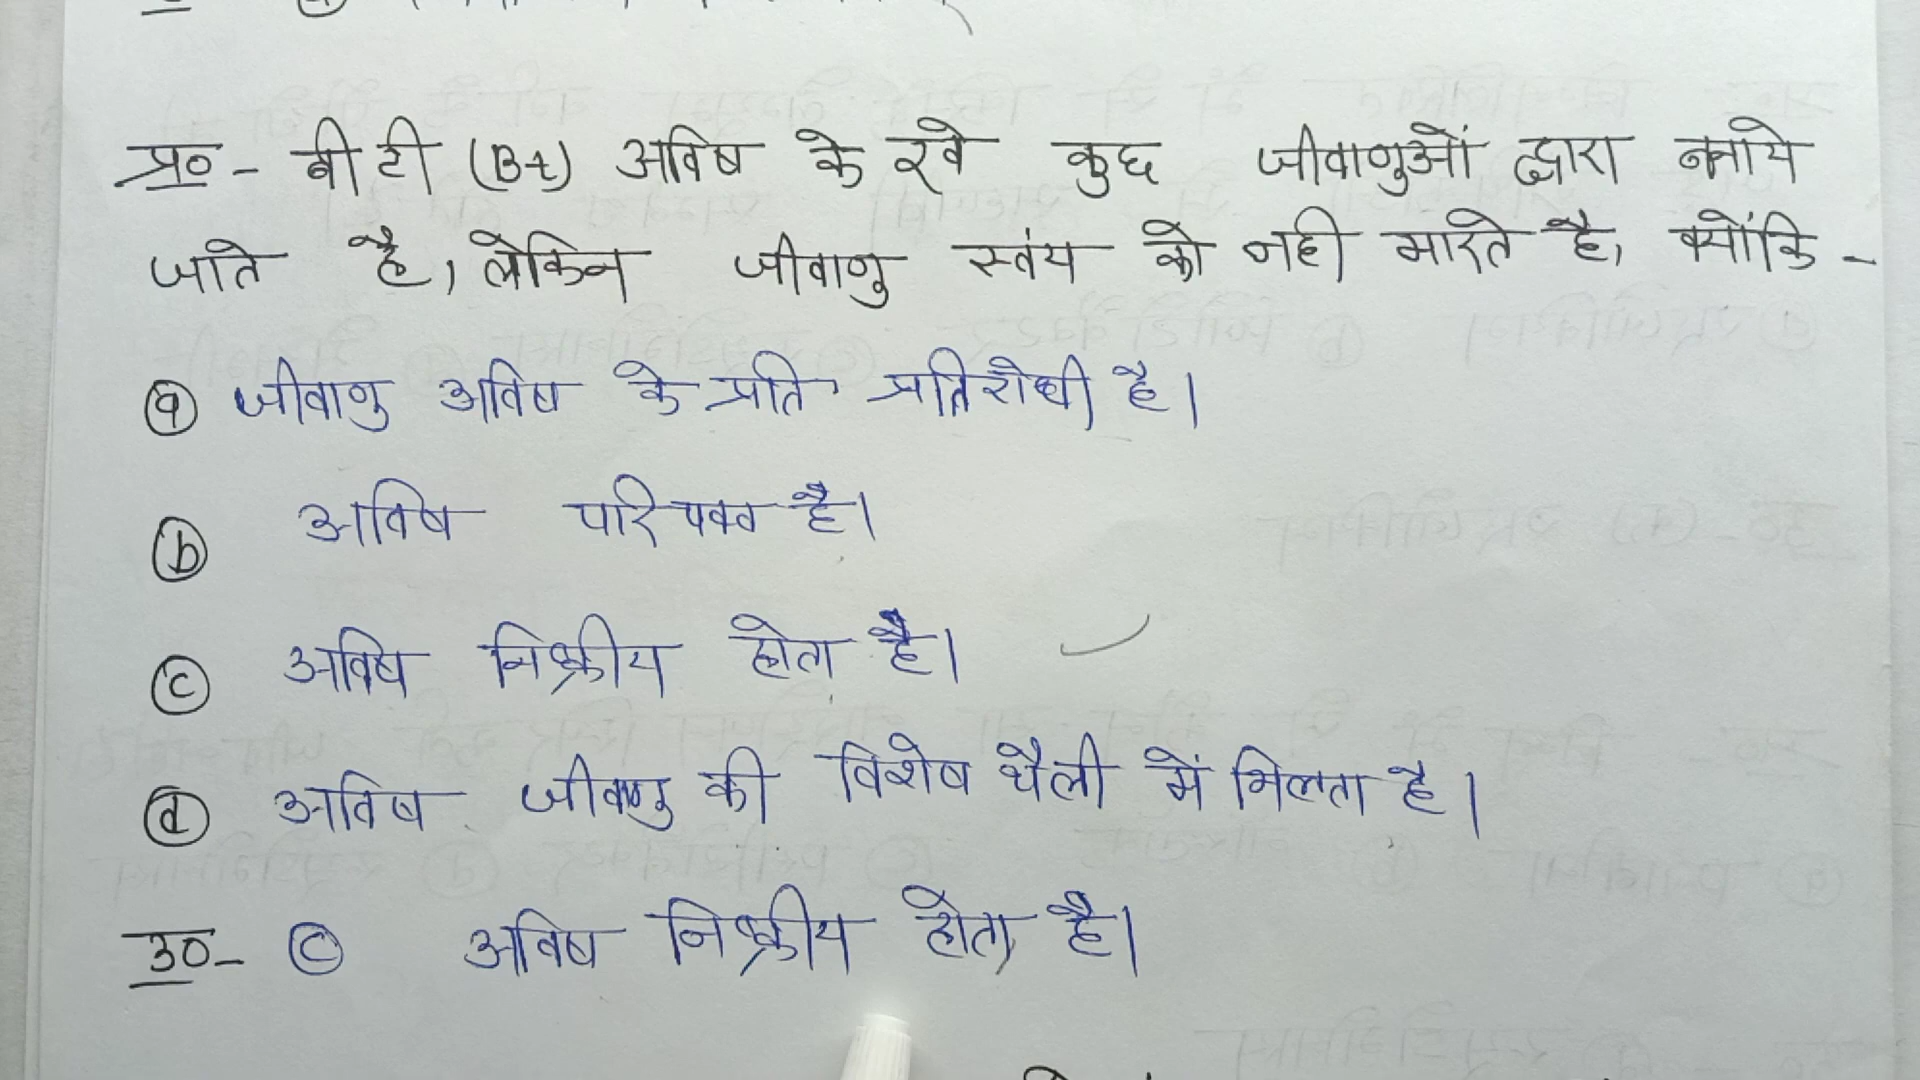 प्र०- बी टी (Bt) अविष के रवे कुछ जीवाणुओं द्वारा बनाये
जाते है, लेकिन जीवाणु स्वंय को नही मारते है, क्योंकि -
(a) जीवाणु अविष के प्रति प्रतिरोधी है।
(b) अविष परिपक्व है।
(c) अविष निष्क्रीय होता है।
(d) अविष जीवाणु की विशेष थैली में मिलता है।
उ०- (c) अविष निष्क्रीय होता है।